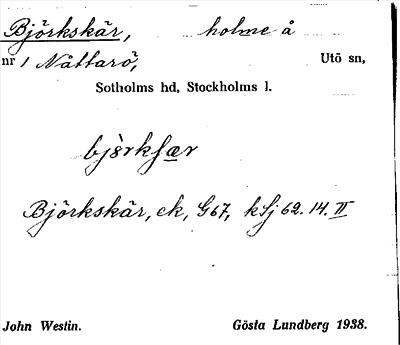 Björkskär, holme å
nr 1 Nåttarö, Utö sn,
Sotholms hd, Stockholms l.
Björkskär, ek, G67, kSj 62. 14. II
John Westin. Gösta Lundberg 1938.